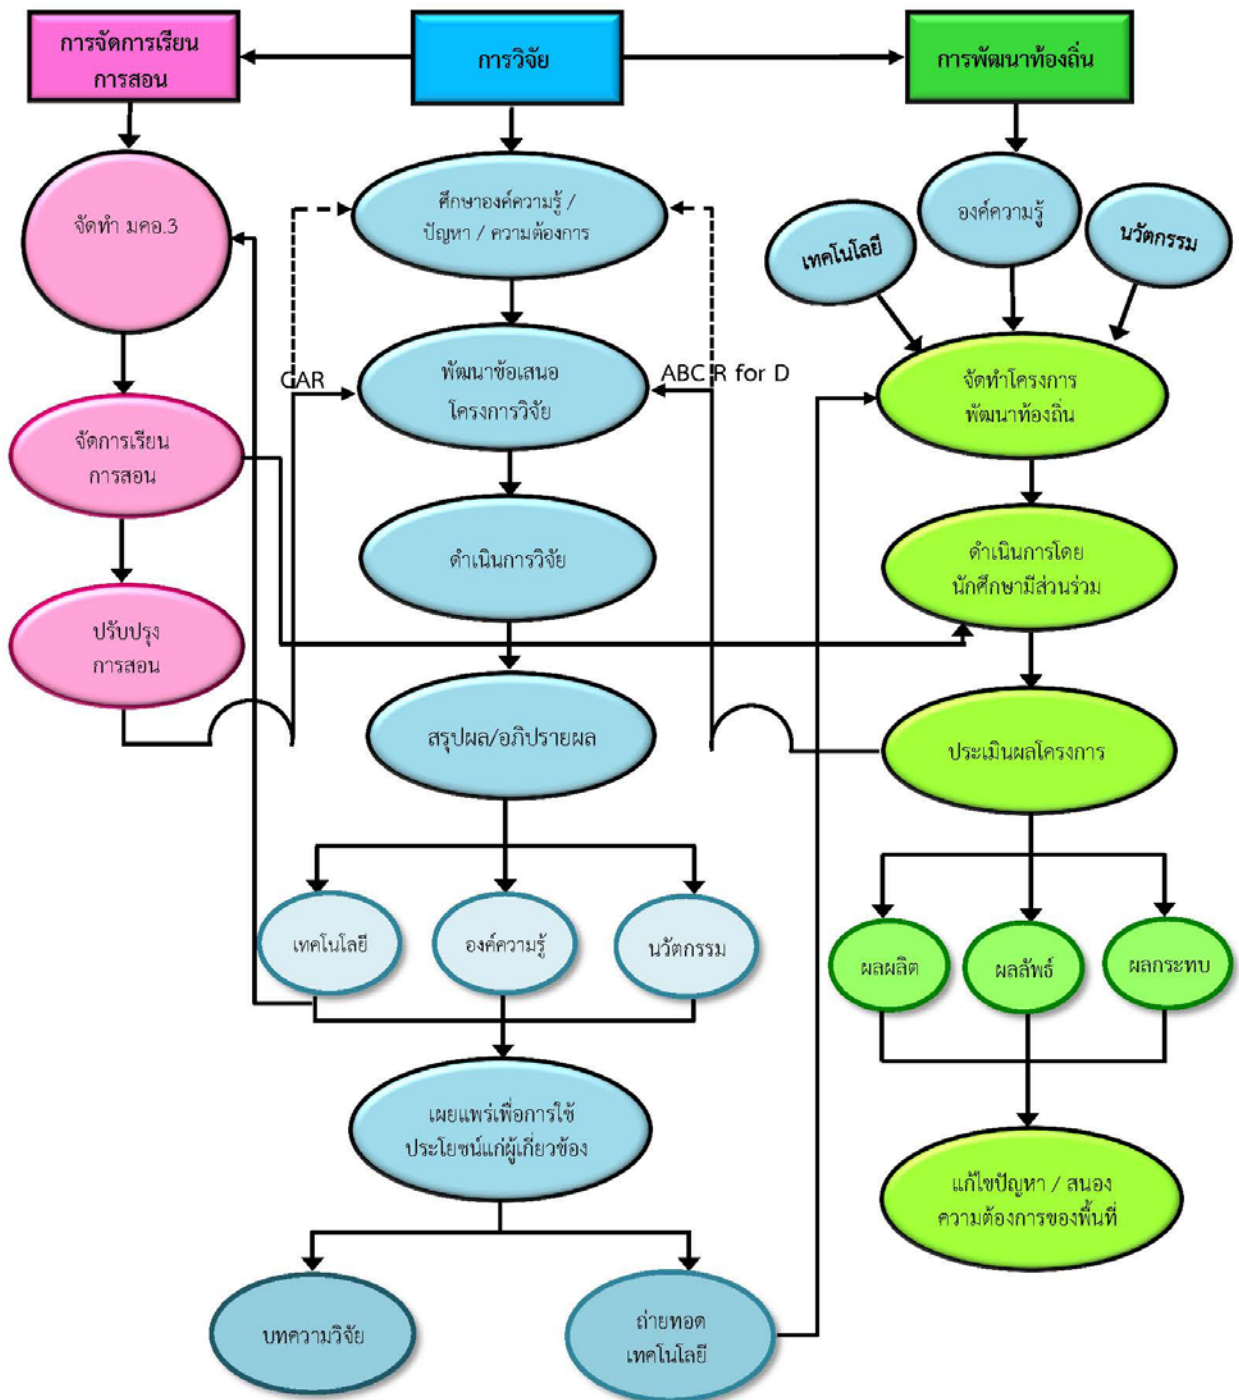 การจัดการเรียน
การสอน
การวิจัย
การพัฒนาท้องถิ่น
จัดทำ มคอ.3
ศึกษาองค์ความรู้ /
ปัญหา / ความต้องการ
เทคโนโลยี
องค์ความรู้
นวัตกรรม
CAR
พัฒนาข้อเสนอ
โครงการวิจัย
ABC R for D
จัดทำโครงการ
พัฒนาท้องถิ่น
จัดการเรียน
การสอน
ดำเนินการวิจัย
ดำเนินการโดย
นักศึกษามีส่วนร่วม
ปรับปรุง
การสอน
สรุปผล/อภิปรายผล
ประเมินผลโครงการ
เทคโนโลยี
องค์ความรู้
นวัตกรรม
ผลผลิต
ผลลัพธ์
ผลกระทบ
เผยแพร่เพื่อการใช้
ประโยชน์แก่ผู้เกี่ยวข้อง
แก้ไขปัญหา / สนอง
ความต้องการของพื้นที่
บทความวิจัย
ถ่ายทอด
เทคโนโลยี